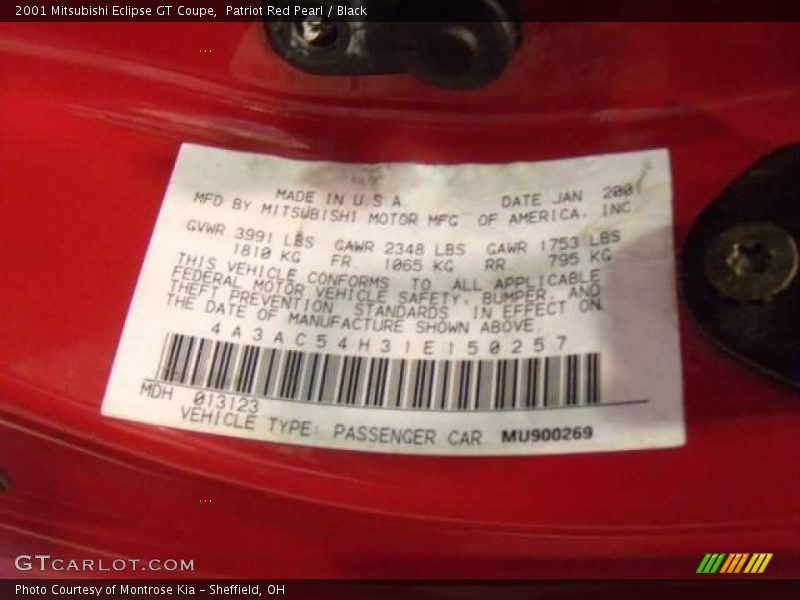 2001 Mitsubishi Eclipse GT Coupe,  Patriot Red Pearl / Black
MADE IN U.S.A. DATE JAN 2001
MFD BY MITSUBISHI MOTOR MFG. OF AMERICA, INC.
GVWR 3991 LBS GAWR 2348 LBS GAWR 1753 LBS
1810 KG FR. 1065 KG RR. 795 KG
THIS VEHICLE CONFORMS TO ALL APPLICABLE
FEDERAL MOTOR VEHICLE SAFETY, BUMPER, AND
THEFT PREVENTION STANDARDS IN EFFECT ON
THE DATE OF MANUFACTURE SHOWN ABOVE.
4A3AC54H31E150257
MDH 013123
VEHICLE TYPE: PASSENGER CAR MU900269
GTCARLOT.COM
Photo Courtesy of Montrose Kia - Sheffield, OH